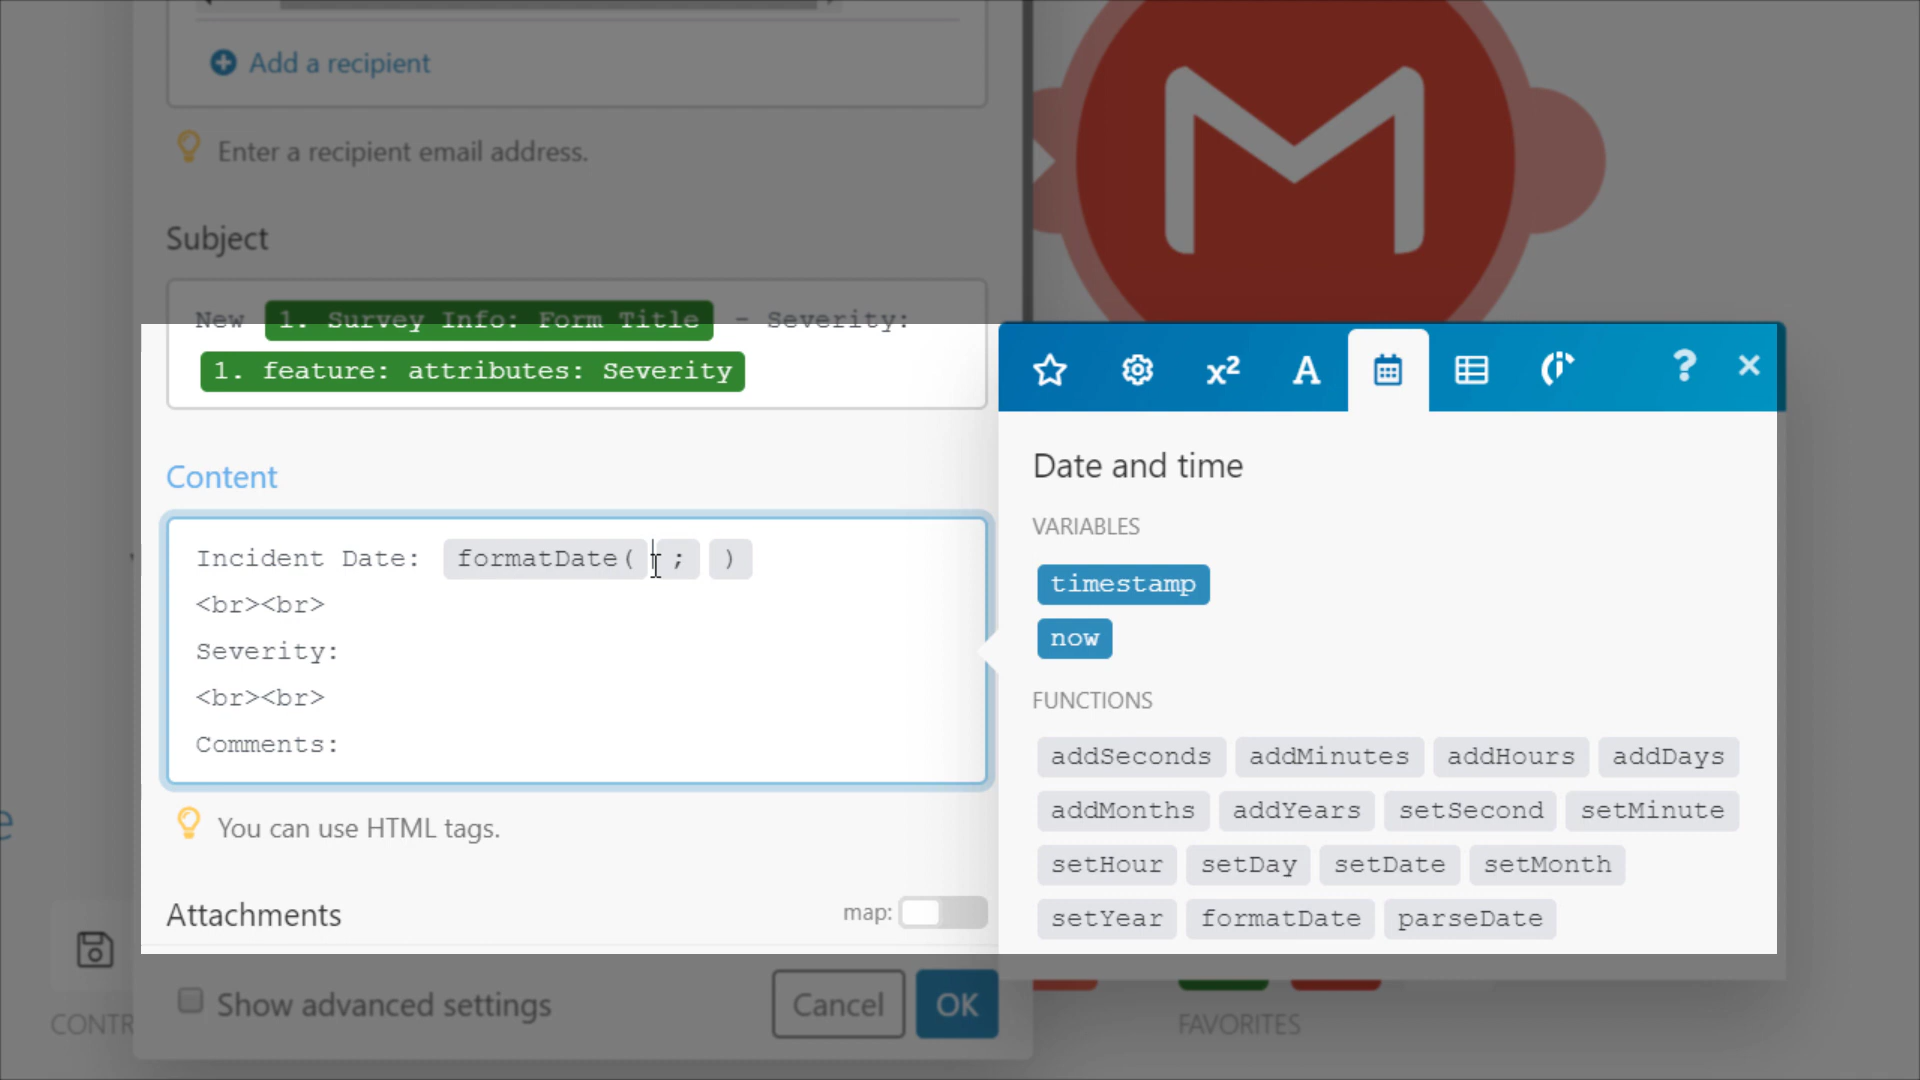 Add a recipient
Enter a recipient email address.
Subject
New 1. Survey Info: Form Title - Severity:
1. feature: attributes: Severity
Content
Incident Date: formatDate( ; )
<br><br>
Severity:
<br><br>
Comments:
You can use HTML tags.
Attachments
map:
Show advanced settings
Cancel
OK
x²
A
?
Date and time
VARIABLES
timestamp
now
FUNCTIONS
addSeconds addMinutes addHours addDays
addMonths addYears setSecond setMinute
setHour setDay setDate setMonth
setYear formatDate parseDate
CONTR
FAVORITES